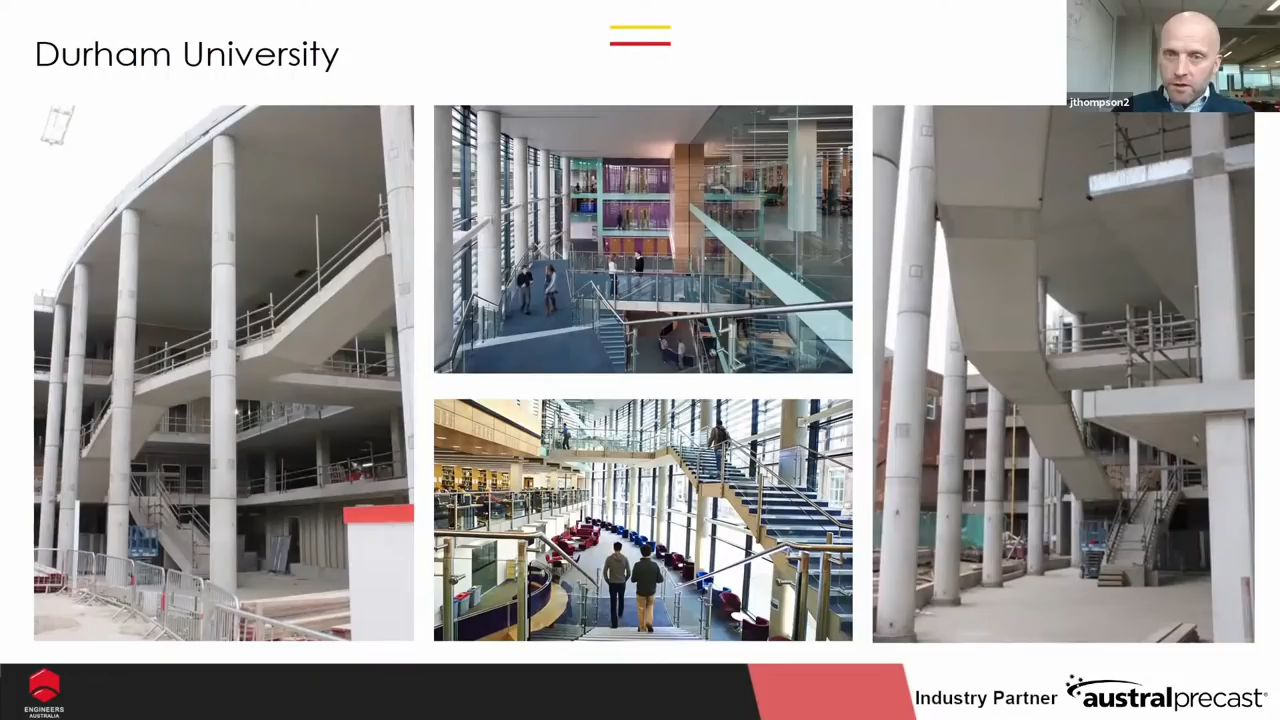 Durham University
jthompson2
ENGINEERS
AUSTRALIA
Industry Partner
australprecast